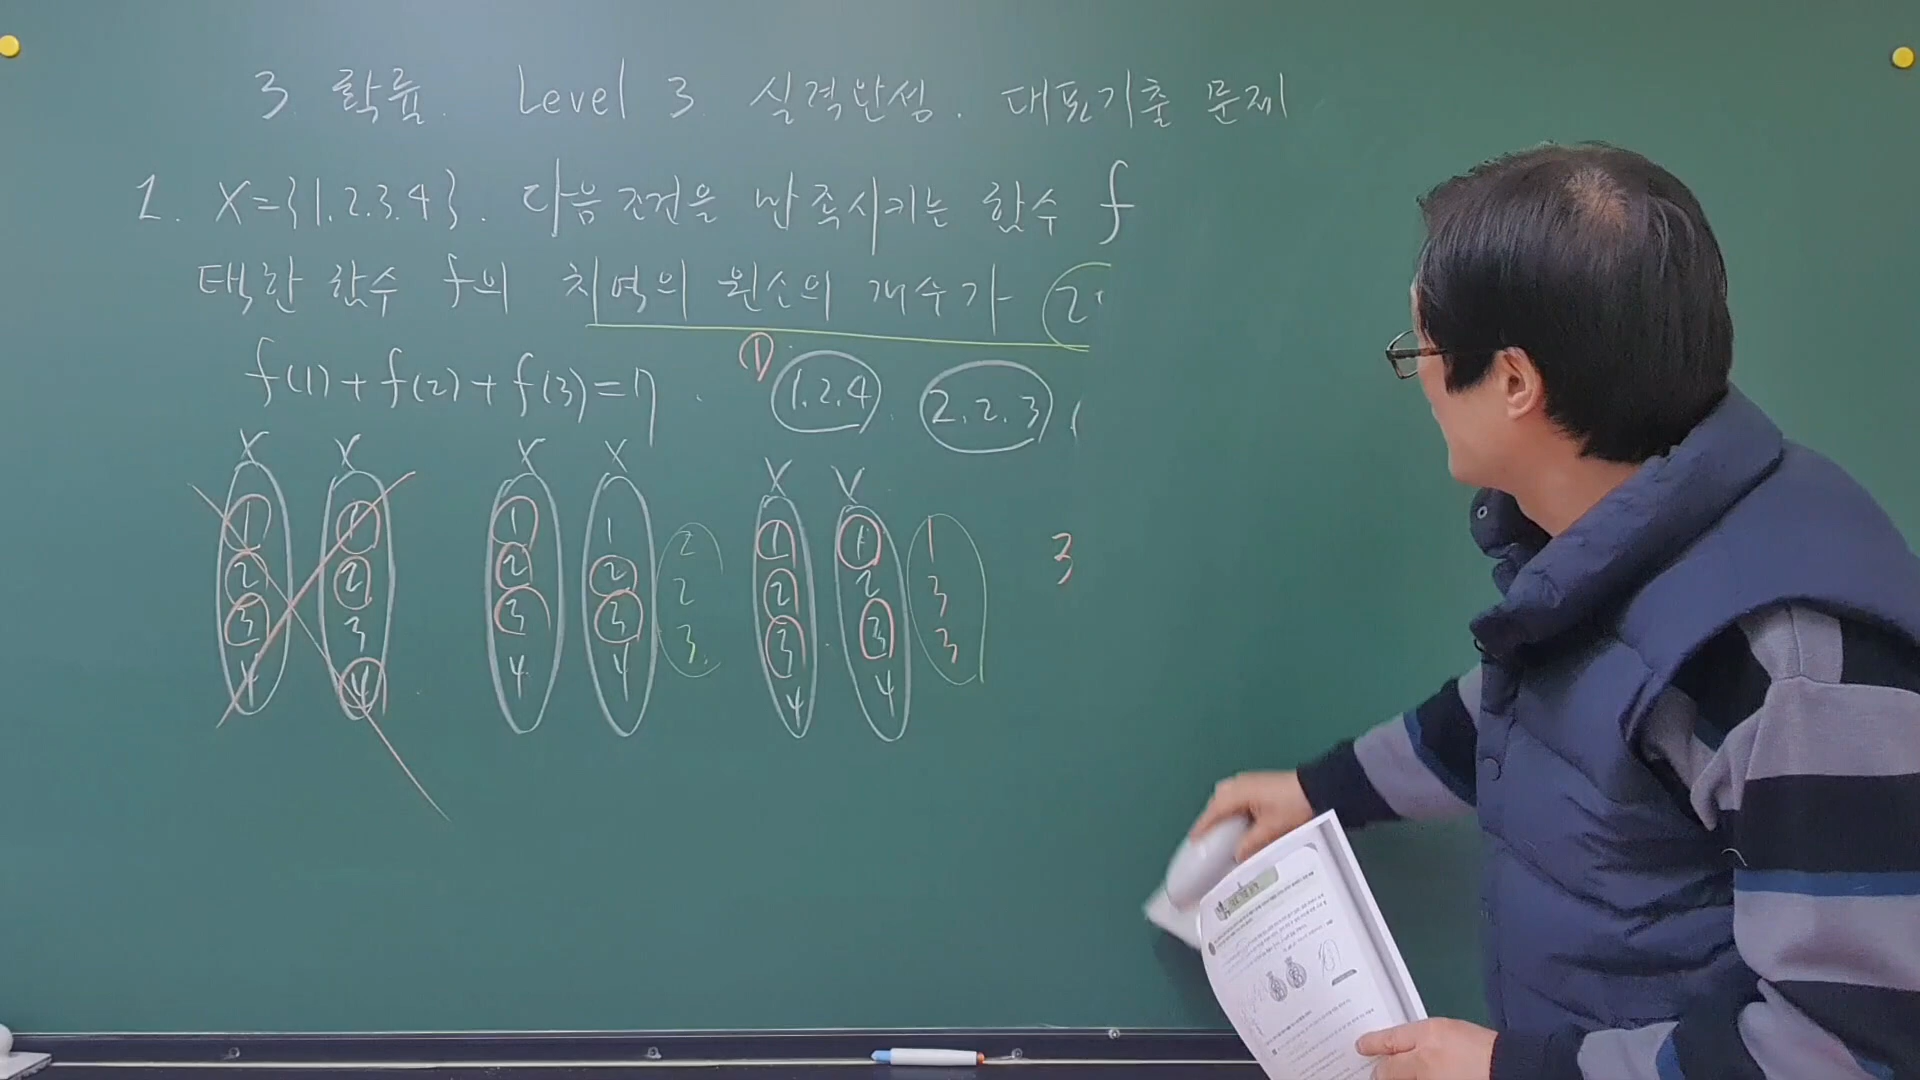 3. 확률. Level 3. 실력완성. 대표기출 문제
1. X={1.2.3.4}. 다음 조건을 만족시키는 함수 f
택한 함수 f의 치역의 원소의 개수가 2
f(1)+f(2)+f(3)=7. ① 1.2.4. 2.2.3
X X X X X X
1 1 1 1 2 1 1 1
2 2 2 2 2 2 2 3 3
3 3 3 3 3. 3 3 3
4 4 4 4 4 4